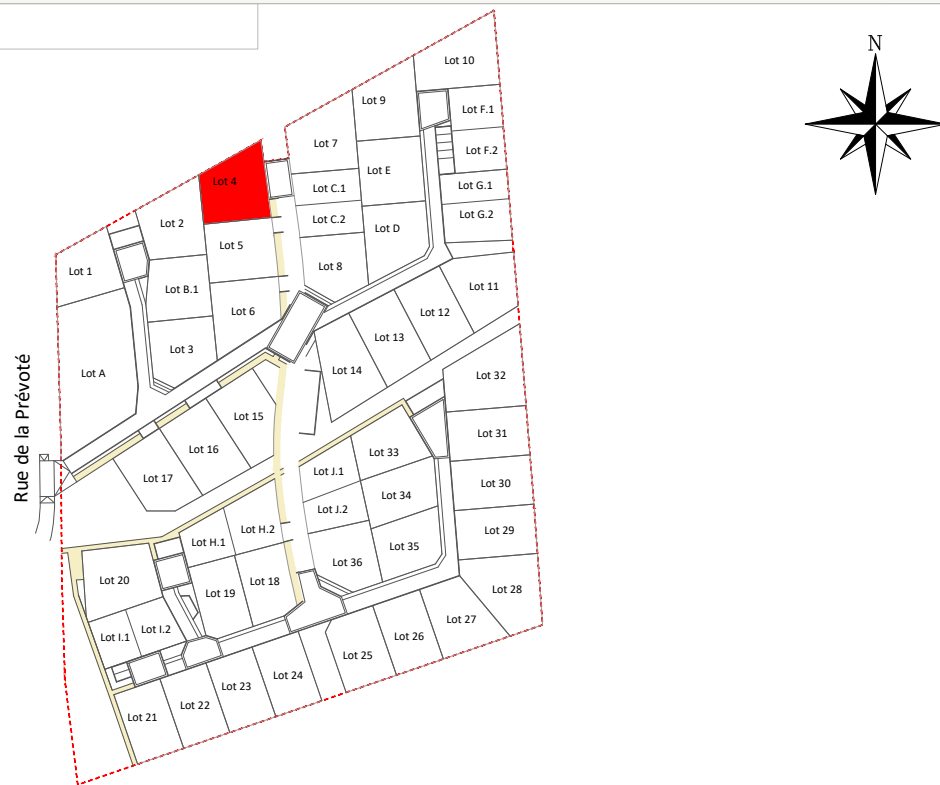 N
Lot 10
Lot 9
Lot F.1
Lot 7
Lot F.2
Lot E
Lot 4
Lot C.1
Lot G.1
Lot 2
Lot C.2
Lot G.2
Lot D
Lot 5
Lot 8
Lot 1
Lot B.1
Lot 11
Lot 6
Lot 12
Lot 13
Lot 3
Lot A
Lot 14
Lot 32
Rue de la Prévoté
Lot 15
Lot 31
Lot 16
Lot 33
Lot 17
Lot J.1
Lot 30
Lot 34
Lot J.2
Lot H.2
Lot 29
Lot H.1
Lot 35
Lot 36
Lot 20
Lot 18
Lot 28
Lot 19
Lot 27
Lot I.2
Lot I.1
Lot 26
Lot 25
Lot 24
Lot 23
Lot 22
Lot 21